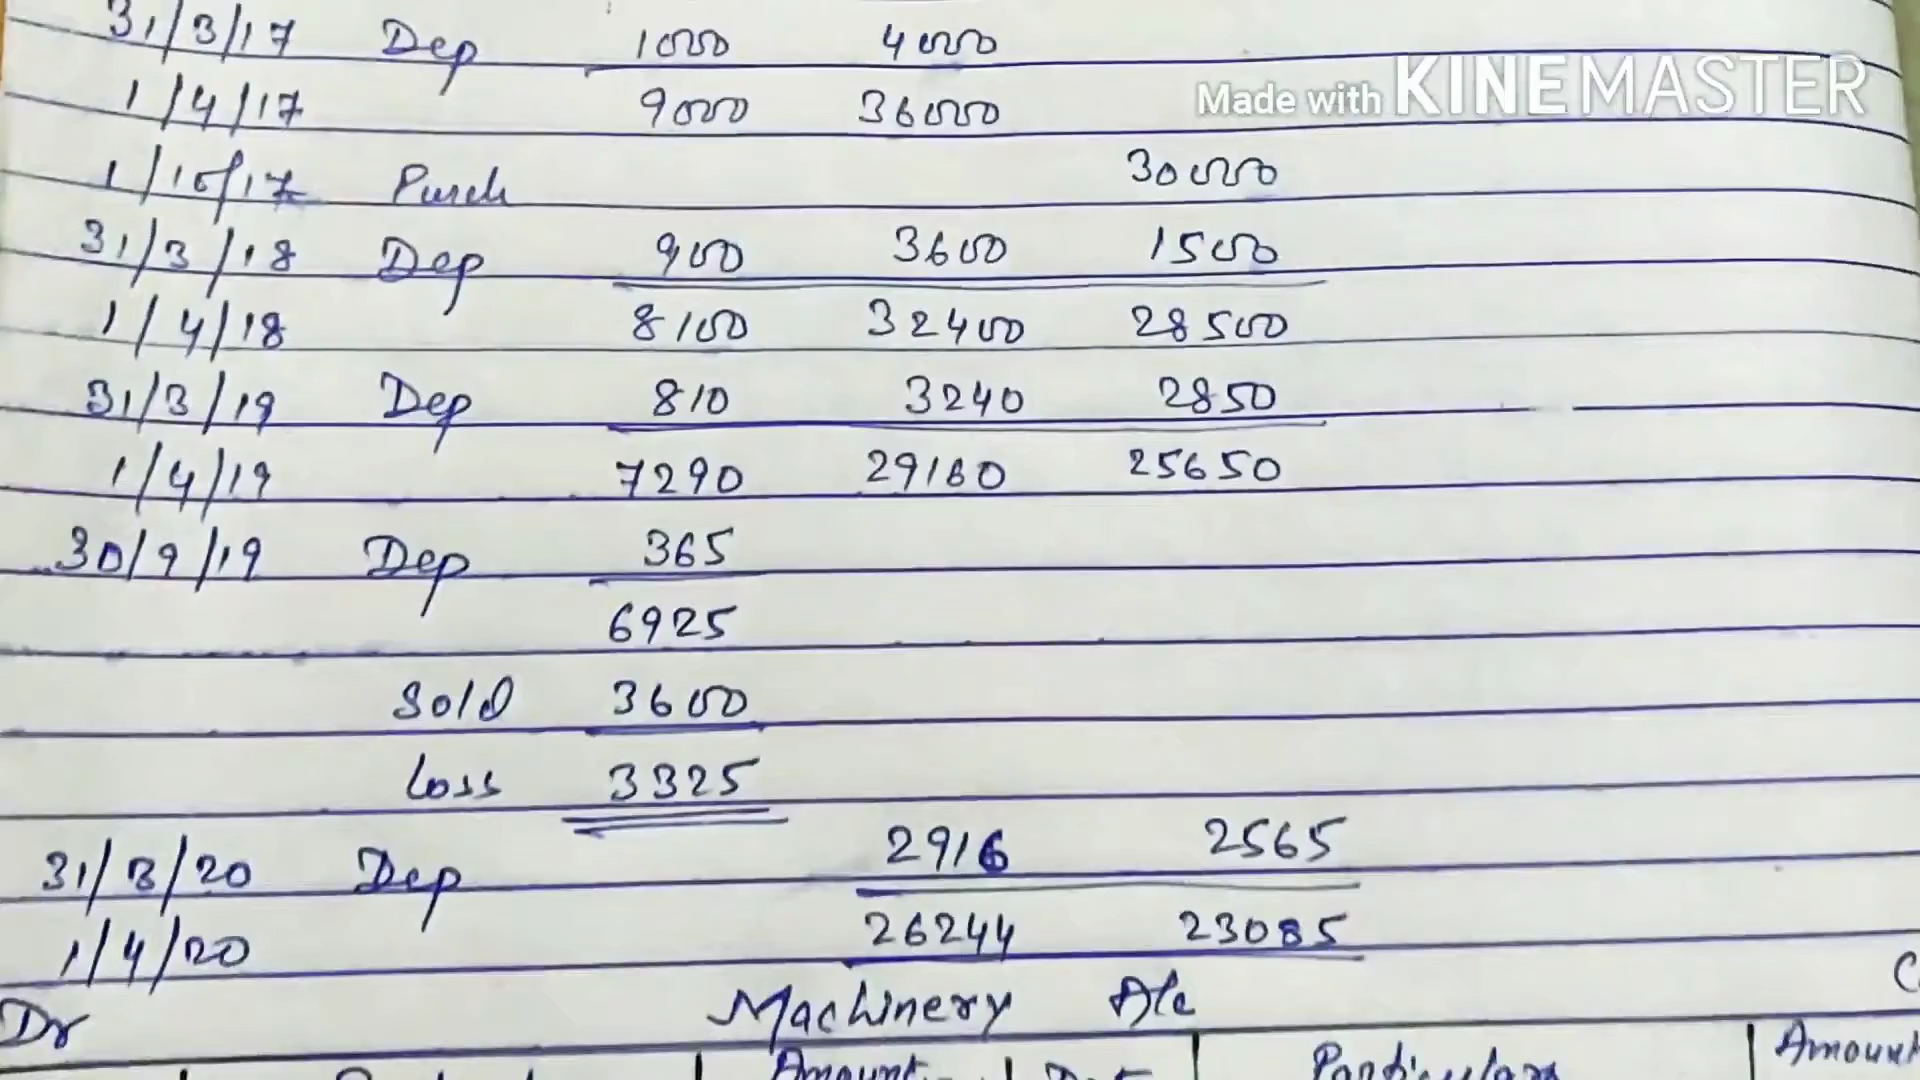 31/3/17 Dep 1000 4000
Made with KINEMASTER
1/4/17 9000 36000
1/10/17 Purch 30000
31/3/18 Dep 900 3600 1500
1/4/18 8100 32400 28500
31/3/19 Dep 810 3240 2850
1/4/19 7290 29160 25650
30/9/19 Dep 365
6925
Sold 3600
Loss 3325
31/3/20 Dep 2916 2565
1/4/20 26244 23085
Dr Machinery A/c C
Amount Particulars Amount